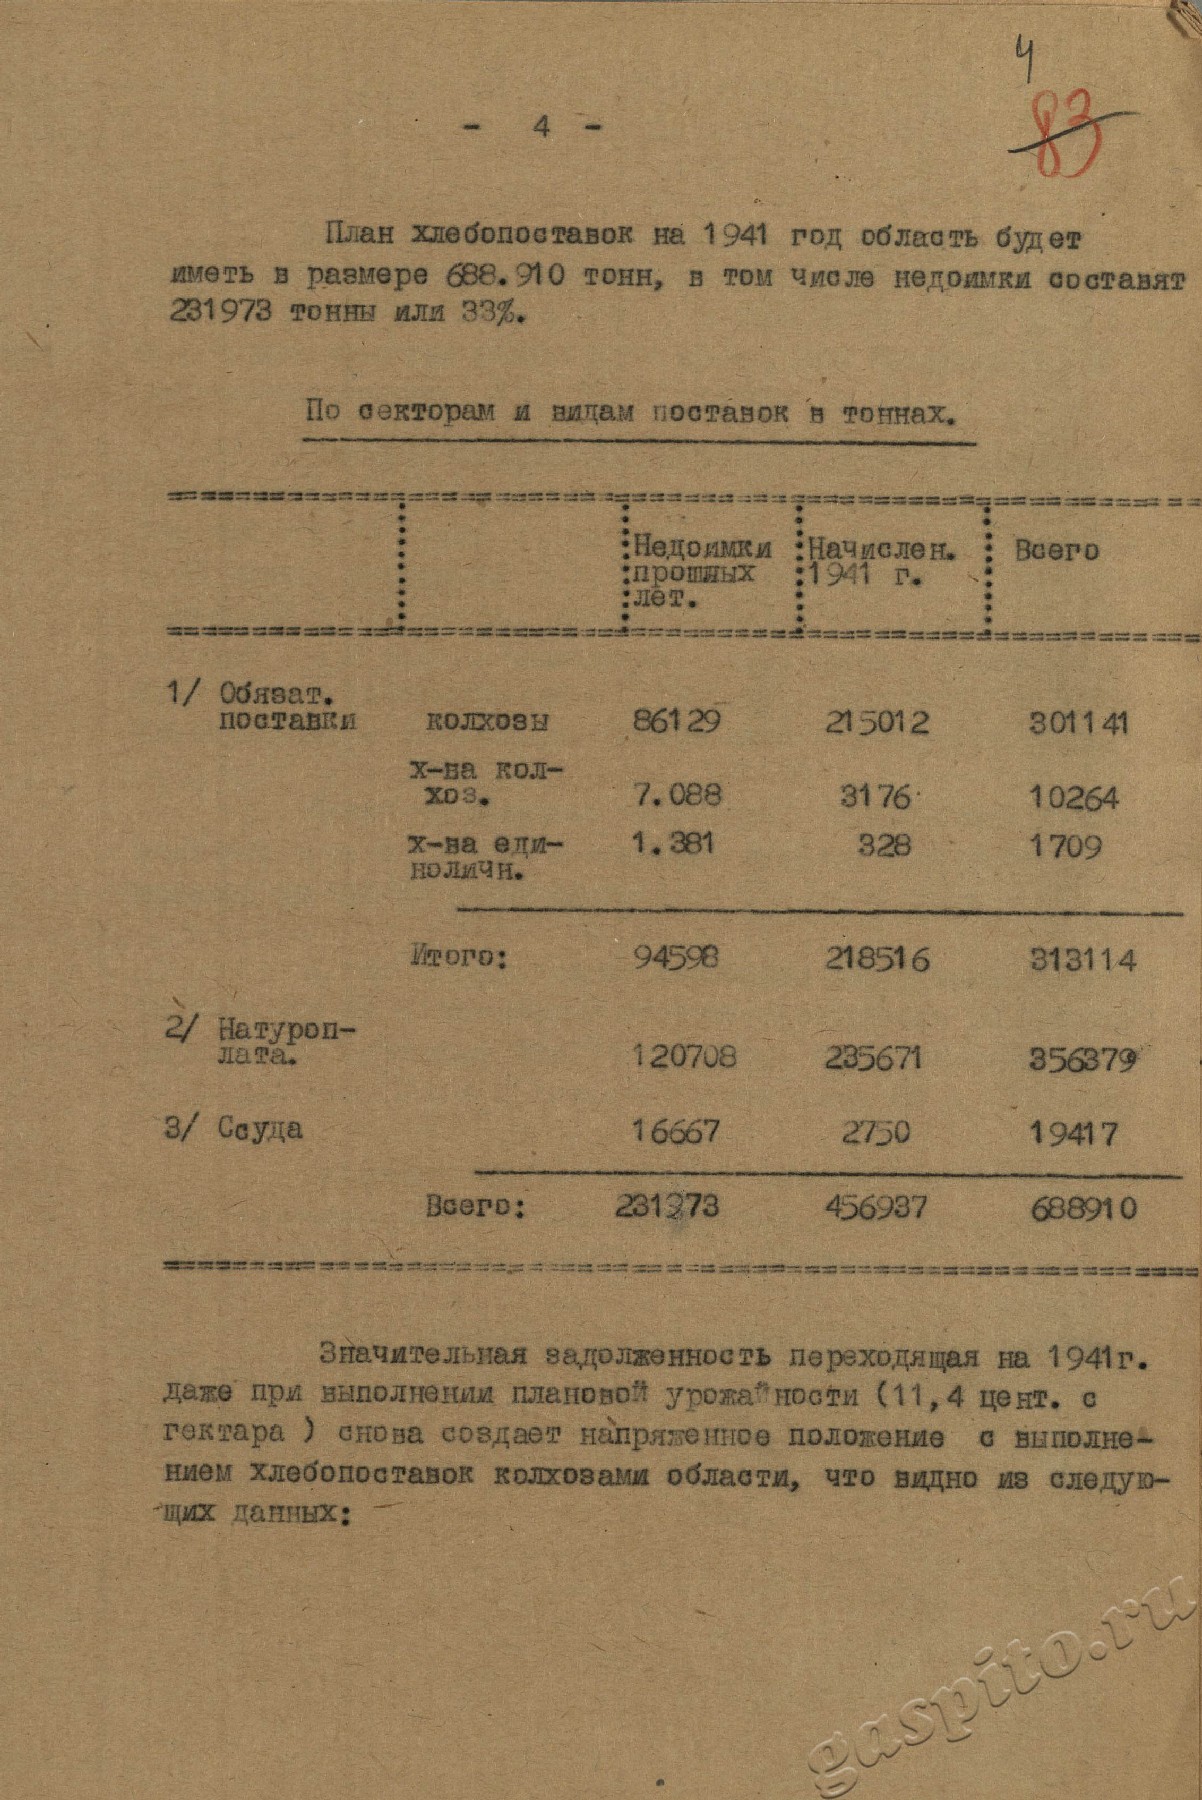 4
83
- 4 -
План хлебопоставок на 1941 год область будет
иметь в размере 688.910 тонн, в том числе недоимки составят
231973 тонны или 33%.
По секторам и видам поставок в тоннах.
Недоимки прошлых лет. Начислен. 1941 г. Всего
1/ Обязат.
поставки колхозы 86129 215012 301141
х-ва кол-
хоз. 7.088 3176 10264
х-ва еди- 1.381 328 1709
ноличн.
Итого: 94598 218516 313114
2/ Натуроп-
лата. 120708 235671 356379
3/ Ссуда 16667 2750 19417
Всего: 231973 456937 688910
Значительная задолженность переходящая на 1941г.
даже при выполнении плановой урожайности (11,4 цент. с
гектара ) снова создает напряженное положение с выполне-
нием хлебопоставок колхозами области, что видно из следую-
щих данных:
gaspito.ru